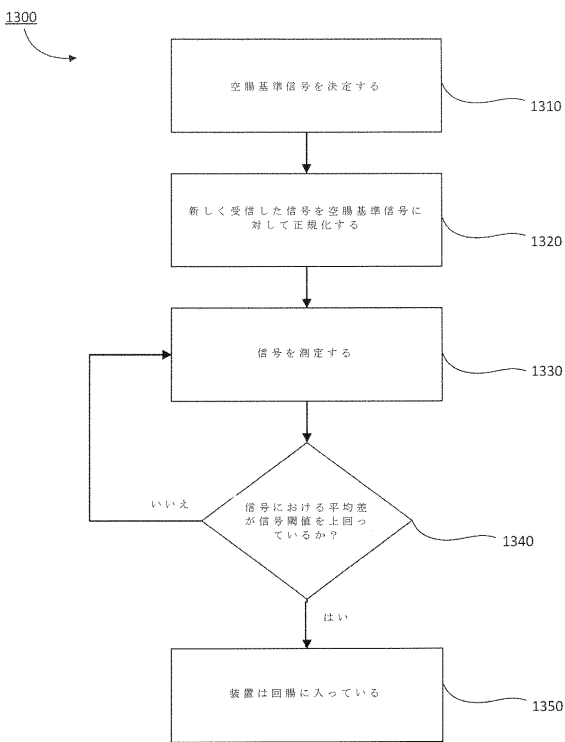 1300
空腸基準信号を決定する
1310
新しく受信した信号を空腸基準信号に
対して正規化する
1320
信号を測定する
1330
いいえ
信号における平均差
が信号閾値を上回っ
ているか?
1340
はい
装置は回腸に入っている
1350